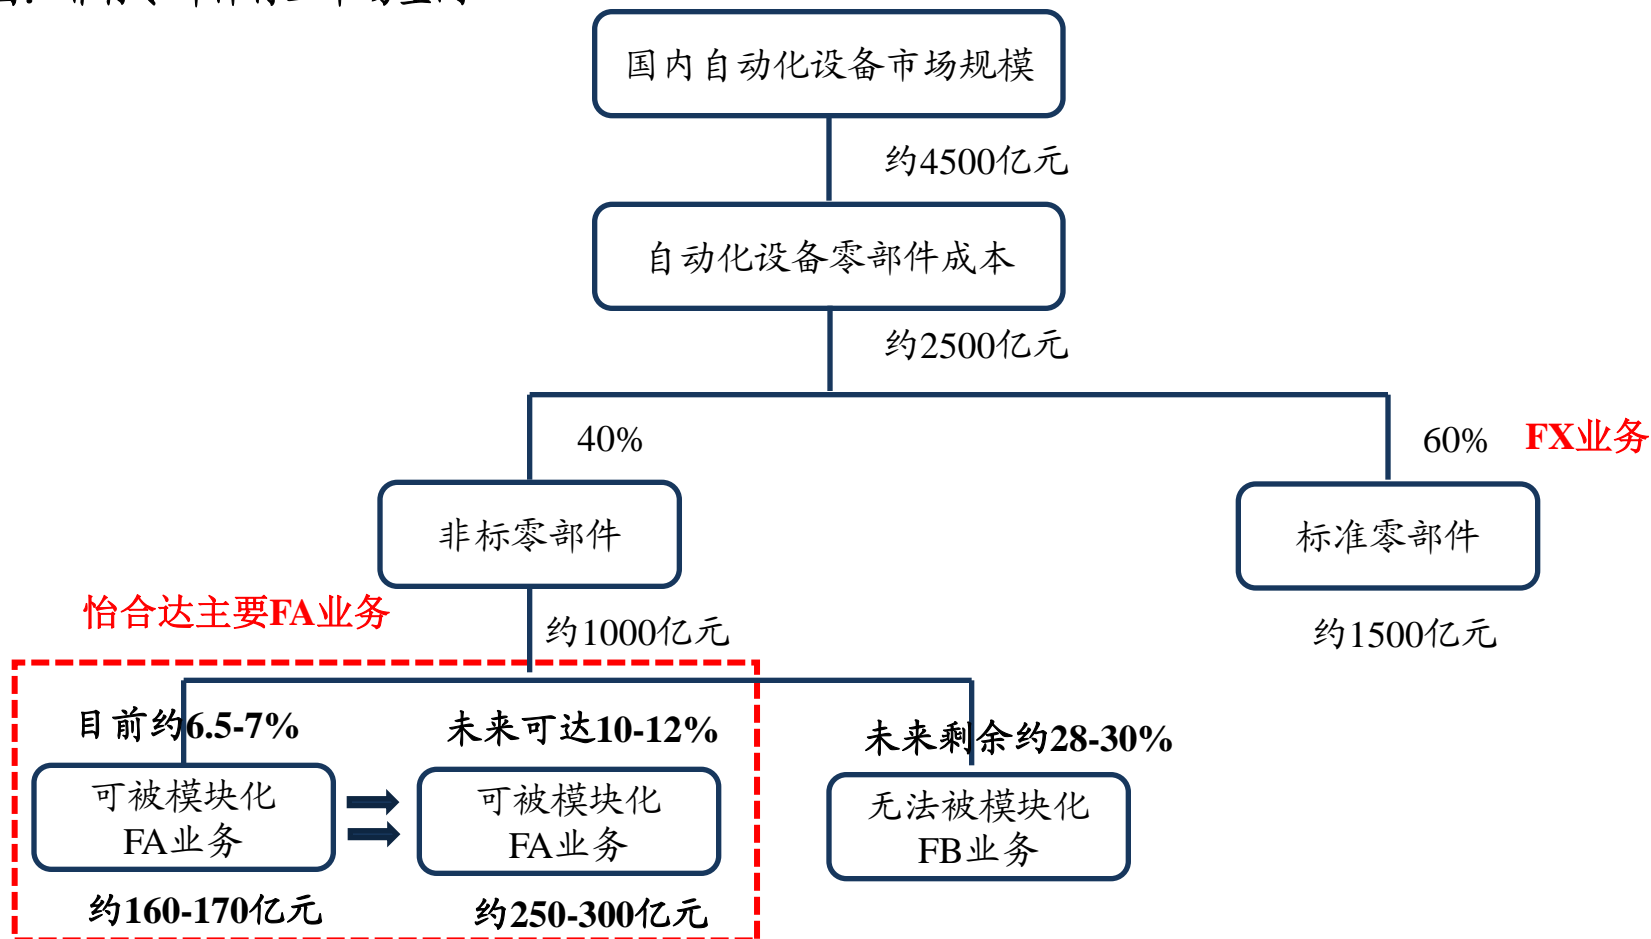 国内自动化设备市场规模
约4500亿元
自动化设备零部件成本
约2500亿元
40%
60%
FX业务
非标零部件
标准零部件
怡合达主要FA业务
约1000亿元
约1500亿元
目前约6.5-7%
未来可达10-12%
未来剩余约28-30%
可被模块化
FA业务
可被模块化
FA业务
无法被模块化
FB业务
约160-170亿元
约250-300亿元